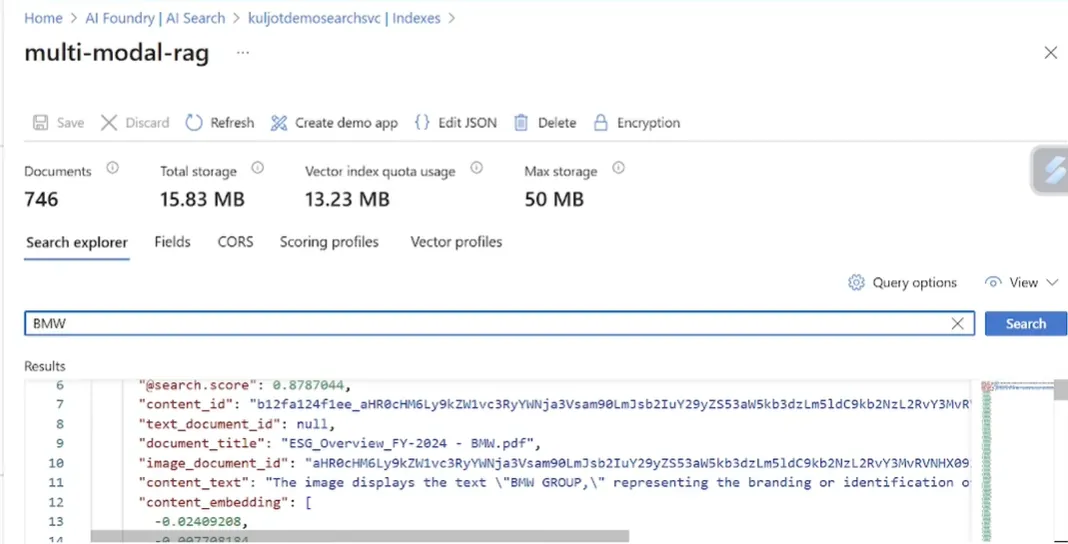 Home > AI Foundry | AI Search > kuljotdemosearchsvc | Indexes >
multi-modal-rag ...
Save Discard Refresh Create demo app {} Edit JSON Delete Encryption
Documents Total storage Vector index quota usage Max storage
746 15.83 MB 13.23 MB 50 MB
Search explorer Fields CORS Scoring profiles Vector profiles
Query options View
BMW Search
Results
6 "@search.score": 0.8787044,
7 "content_id":
8 "text_document_id": null,
9 "document_title": "ESG_Overview_FY-2024 - BMW.pdf",
10 "image_document_id":
11 "content_text": "The image displays the text \"BMW GROUP,\" representing the branding or identification
12 "content_embedding": [
13 -0.02409208,
14 -0.007708184